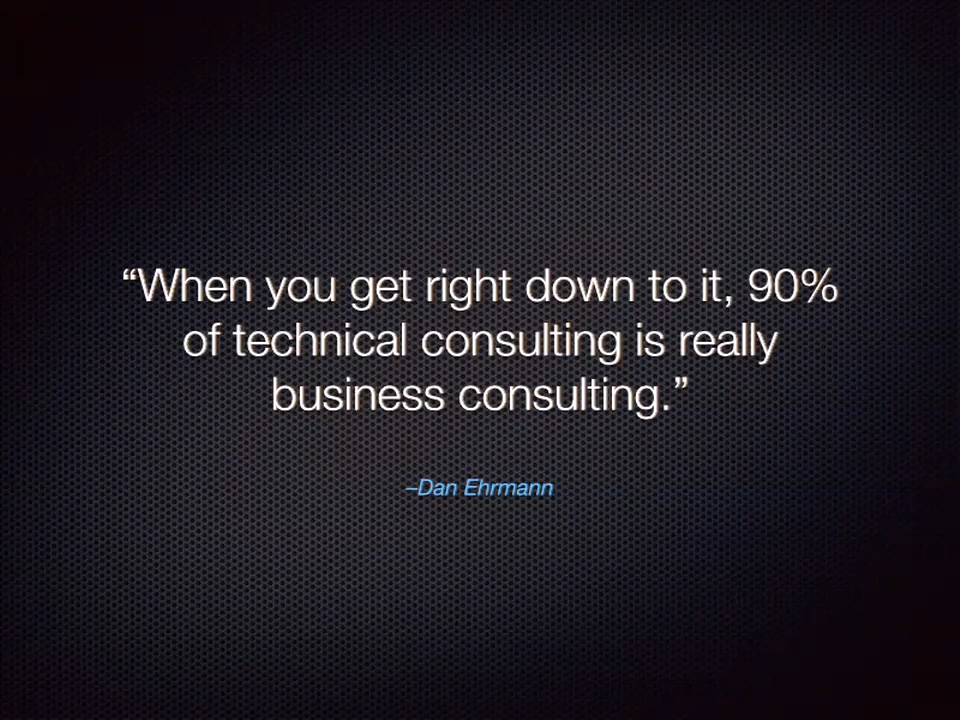 “When you get right down to it, 90%
of technical consulting is really
business consulting.”
–Dan Ehrmann